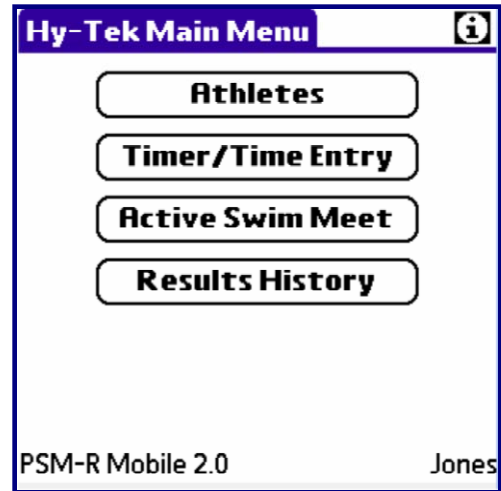 Hy-Tek Main Menu i
Athletes
Timer/Time Entry
Active Swim Meet
Results History
PSM-R Mobile 2.0 Jones